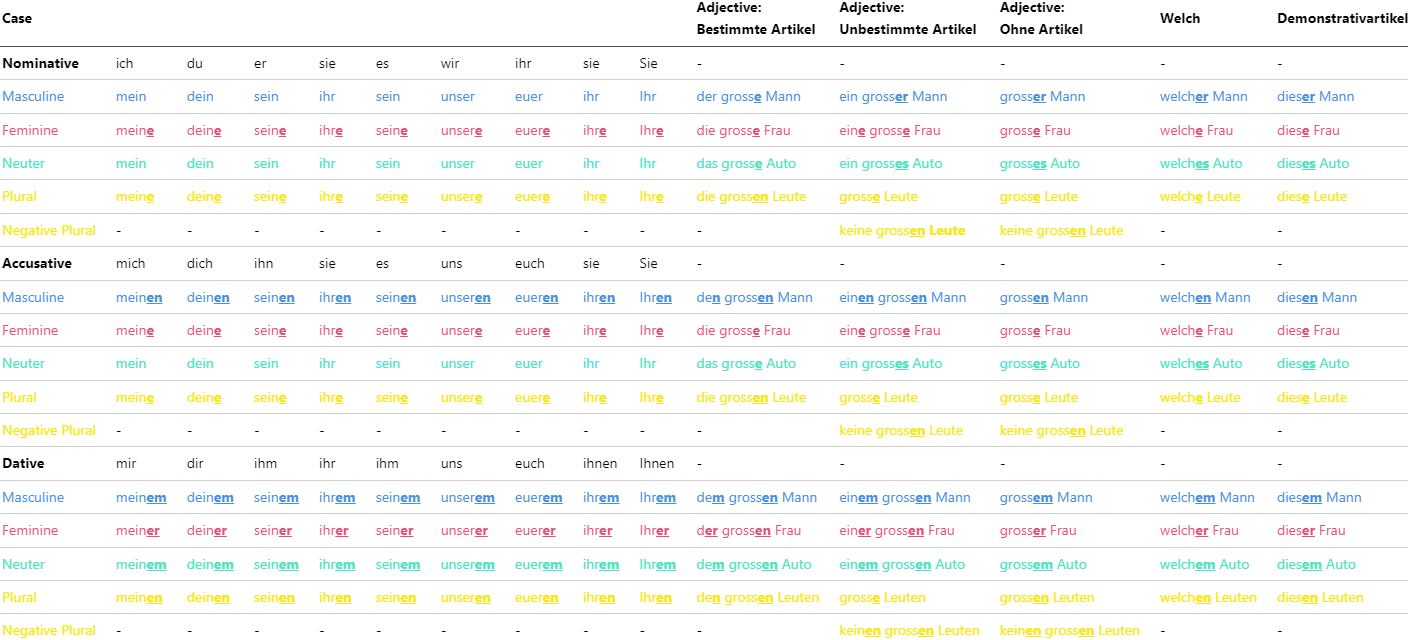 Case Adjective: Bestimmte Artikel Adjective: Unbestimmte Artikel Adjective: Ohne Artikel Welch Demonstrativartikel
Nominative ich du er sie es wir ihr sie Sie - - - - -
Masculine mein dein sein ihr sein unser euer ihr Ihr der grosse Mann ein grosser Mann grosser Mann welcher Mann dieser Mann
Feminine meine deine seine ihre seine unsere euere ihre Ihre die grosse Frau eine grosse Frau grosse Frau welche Frau diese Frau
Neuter mein dein sein ihr sein unser euer ihr Ihr das grosse Auto ein grosses Auto grosses Auto welches Auto dieses Auto
Plural meine deine seine ihre seine unsere euere ihre Ihre die grossen Leute grosse Leute grosse Leute welche Leute diese Leute
Negative Plural - - - - - - - - - - keine grossen Leute keine grossen Leute - -
Accusative mich dich ihn sie es uns euch sie Sie - - - - -
Masculine meinen deinen seinen ihren seinen unseren eueren ihren Ihren den grossen Mann einen grossen Mann grossen Mann welchen Mann diesen Mann
Feminine meine deine seine ihre seine unsere euere ihre Ihre die grosse Frau eine grosse Frau grosse Frau welche Frau diese Frau
Neuter mein dein sein ihr sein unser euer ihr Ihr das grosse Auto ein grosses Auto grosses Auto welches Auto dieses Auto
Plural meine deine seine ihre seine unsere euere ihre Ihre die grossen Leute grosse Leute grosse Leute welche Leute diese Leute
Negative Plural - - - - - - - - - - keine grossen Leute keine grossen Leute - -
Dative mir dir ihm ihr ihm uns euch ihnen Ihnen - - - - -
Masculine meinem deinem seinem ihrem seinem unserem euerem ihrem Ihrem dem grossen Mann einem grossen Mann grossem Mann welchem Mann diesem Mann
Feminine meiner deiner seiner ihrer seiner unserer euerer ihrer Ihrer der grossen Frau einer grossen Frau grosser Frau welcher Frau dieser Frau
Neuter meinem deinem seinem ihrem seinem unserem euerem ihrem Ihrem dem grossen Auto einem grossen Auto grossem Auto welchem Auto diesem Auto
Plural meinen deinen seinen ihren seinen unseren eueren ihren Ihren den grossen Leuten grosse Leuten grossen Leuten welchen Leuten diesen Leuten
Negative Plural - - - - - - - - - - keinen grossen Leuten keinen grossen Leuten - -